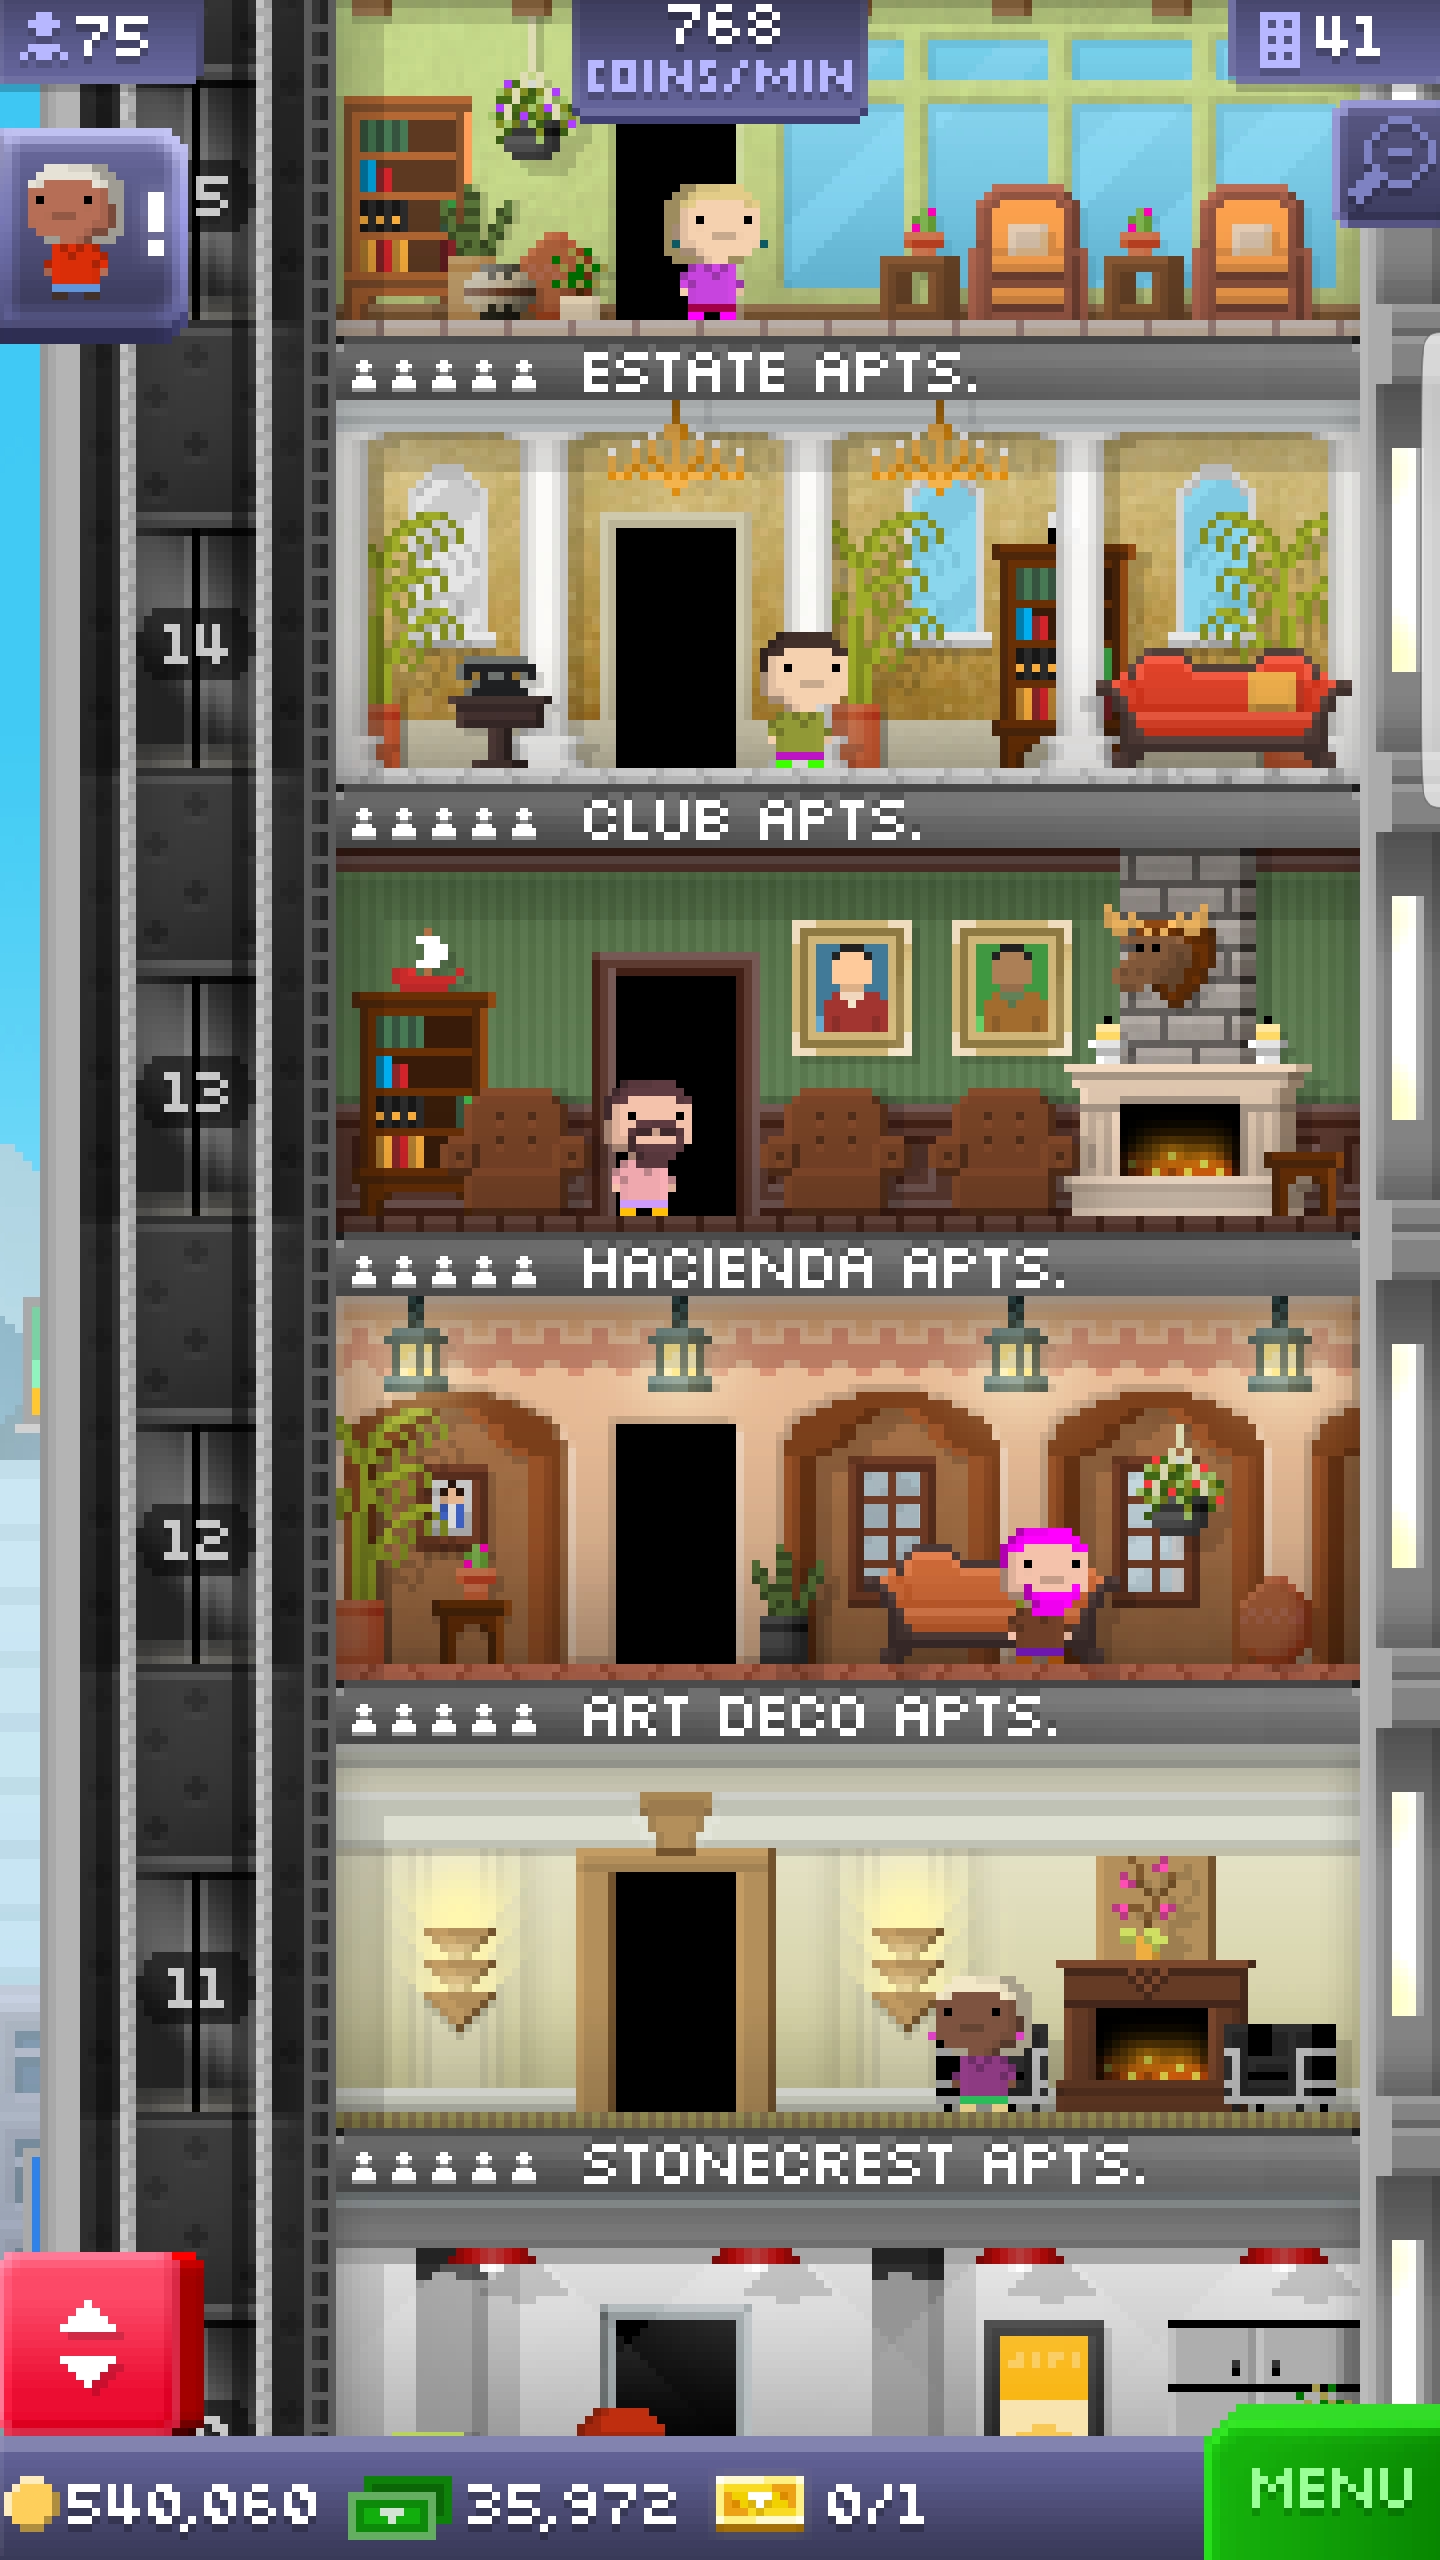 75
768
COINS/MIN
41
!
5
ESTATE APTS.
14
CLUB APTS.
13
HACIENDA APTS.
12
ART DECO APTS.
11
STONECREST APTS.
540,060
35,972
0/1
MENU